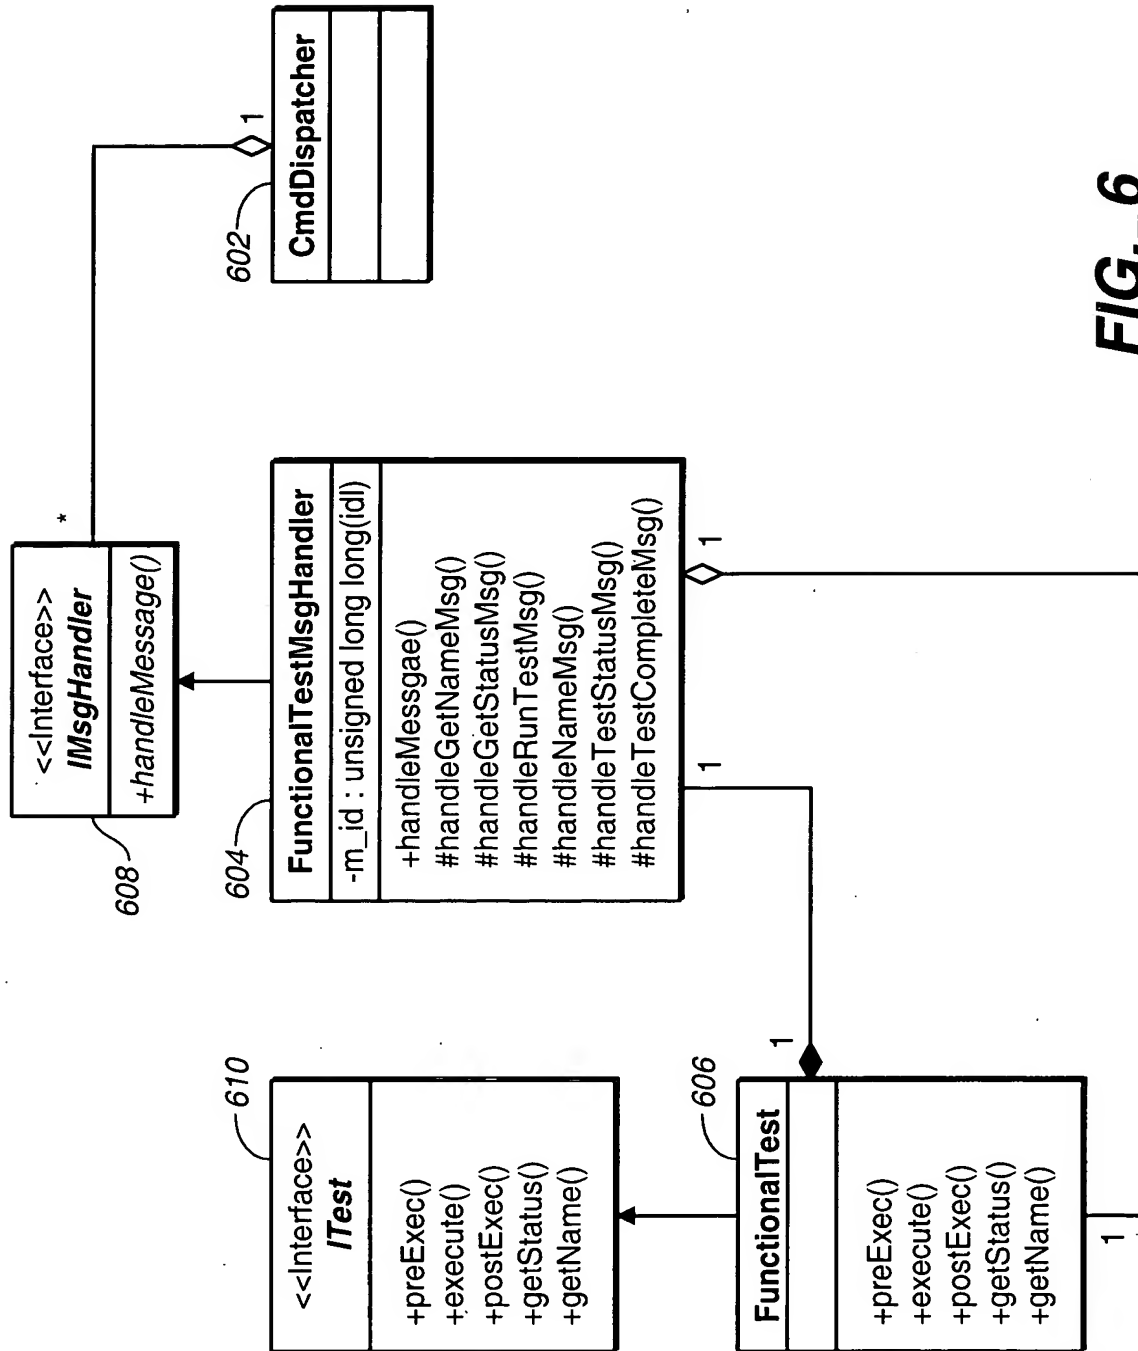 <<Interface>>
ITest
+preExec()
+execute()
+postExec()
+getStatus()
+getName()
610
FunctionalTest
+preExec()
+execute()
+postExec()
+getStatus()
+getName()
606
1
1
<<Interface>>
IMsgHandler
+handleMessage()
608
*
FunctionalTestMsgHandler
-m_id : unsigned long long(idl)
+handleMessgae()
#handleGetNameMsg()
#handleGetStatusMsg()
#handleRunTestMsg()
#handleNameMsg()
#handleTestStatusMsg()
#handleTestCompleteMsg()
604
1
1
CmdDispatcher
602
1
FIG._6